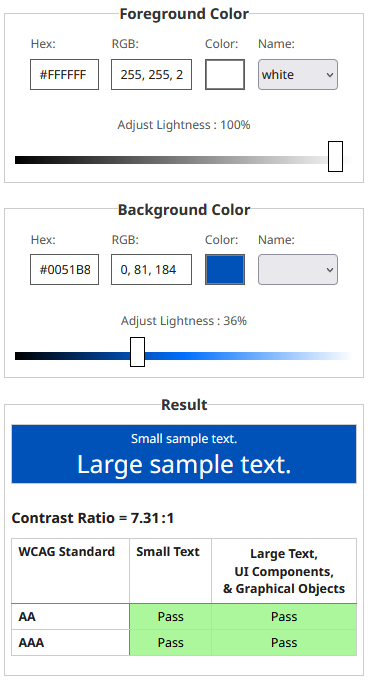 Foreground Color
Hex: RGB: Color: Name:
#FFFFFF 255, 255, 2 white
Adjust Lightness : 100%
Background Color
Hex: RGB: Color: Name:
#0051B8 0, 81, 184
Adjust Lightness : 36%
Result
Small sample text.
Large sample text.
Contrast Ratio = 7.31:1
WCAG Standard Small Text Large Text,
UI Components,
& Graphical Objects
AA Pass Pass
AAA Pass Pass